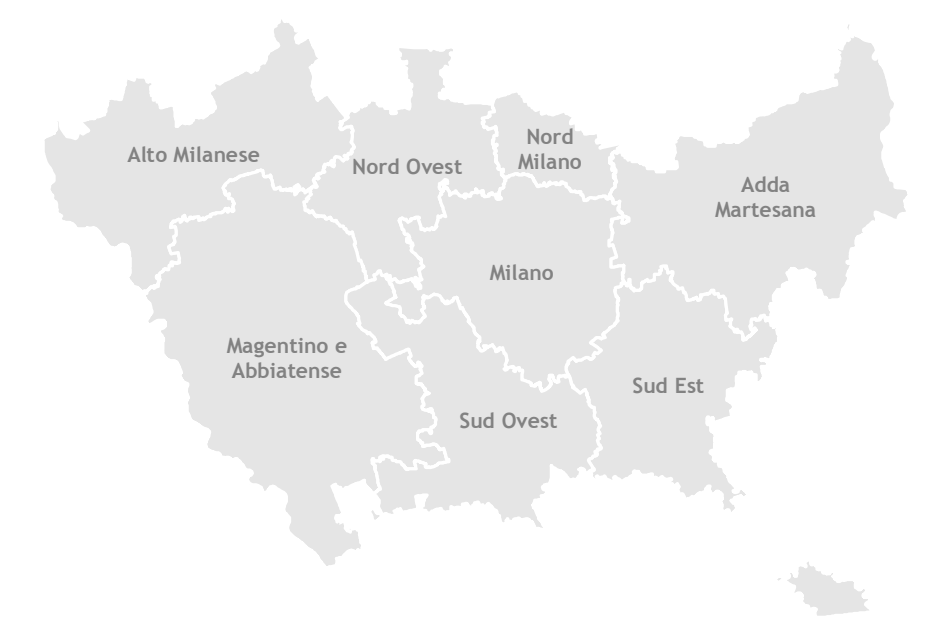 Alto Milanese
Nord Ovest
Nord
Milano
Adda
Martesana
Milano
Magentino e
Abbiatense
Sud Ovest
Sud Est